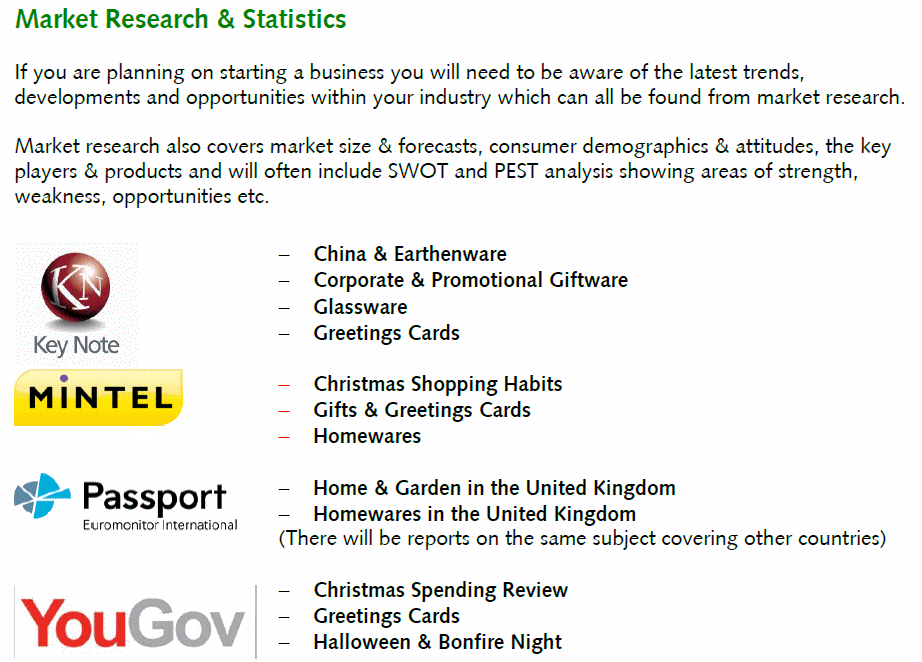 Market Research & Statistics
If you are planning on starting a business you will need to be aware of the latest trends,
developments and opportunities within your industry which can all be found from market research.
Market research also covers market size & forecasts, consumer demographics & attitudes, the key
players & products and will often include SWOT and PEST analysis showing areas of strength,
weakness, opportunities etc.
KN
Key Note
– China & Earthenware
– Corporate & Promotional Giftware
– Glassware
– Greetings Cards
MiNTEL
– Christmas Shopping Habits
– Gifts & Greetings Cards
– Homewares
Passport
Euromonitor International
– Home & Garden in the United Kingdom
– Homewares in the United Kingdom
(There will be reports on the same subject covering other countries)
YouGov
– Christmas Spending Review
– Greetings Cards
– Halloween & Bonfire Night